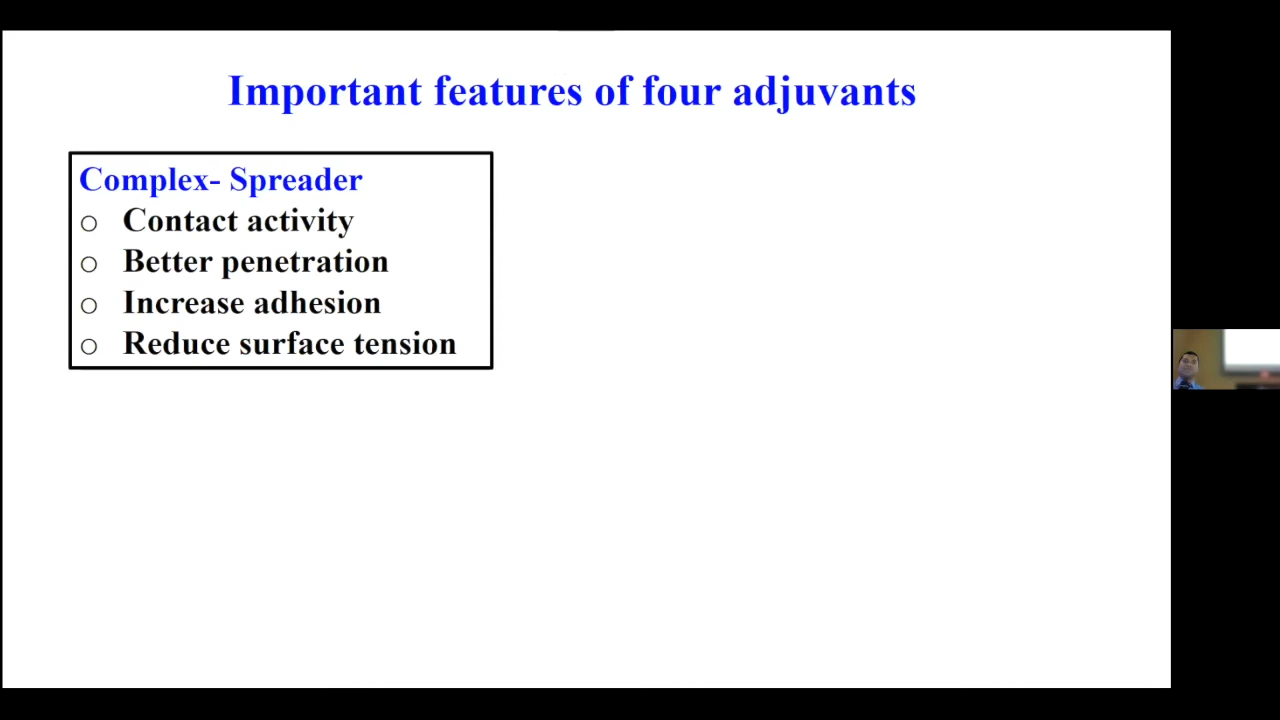 Important features of four adjuvants
Complex- Spreader
○ Contact activity
○ Better penetration
○ Increase adhesion
○ Reduce surface tension